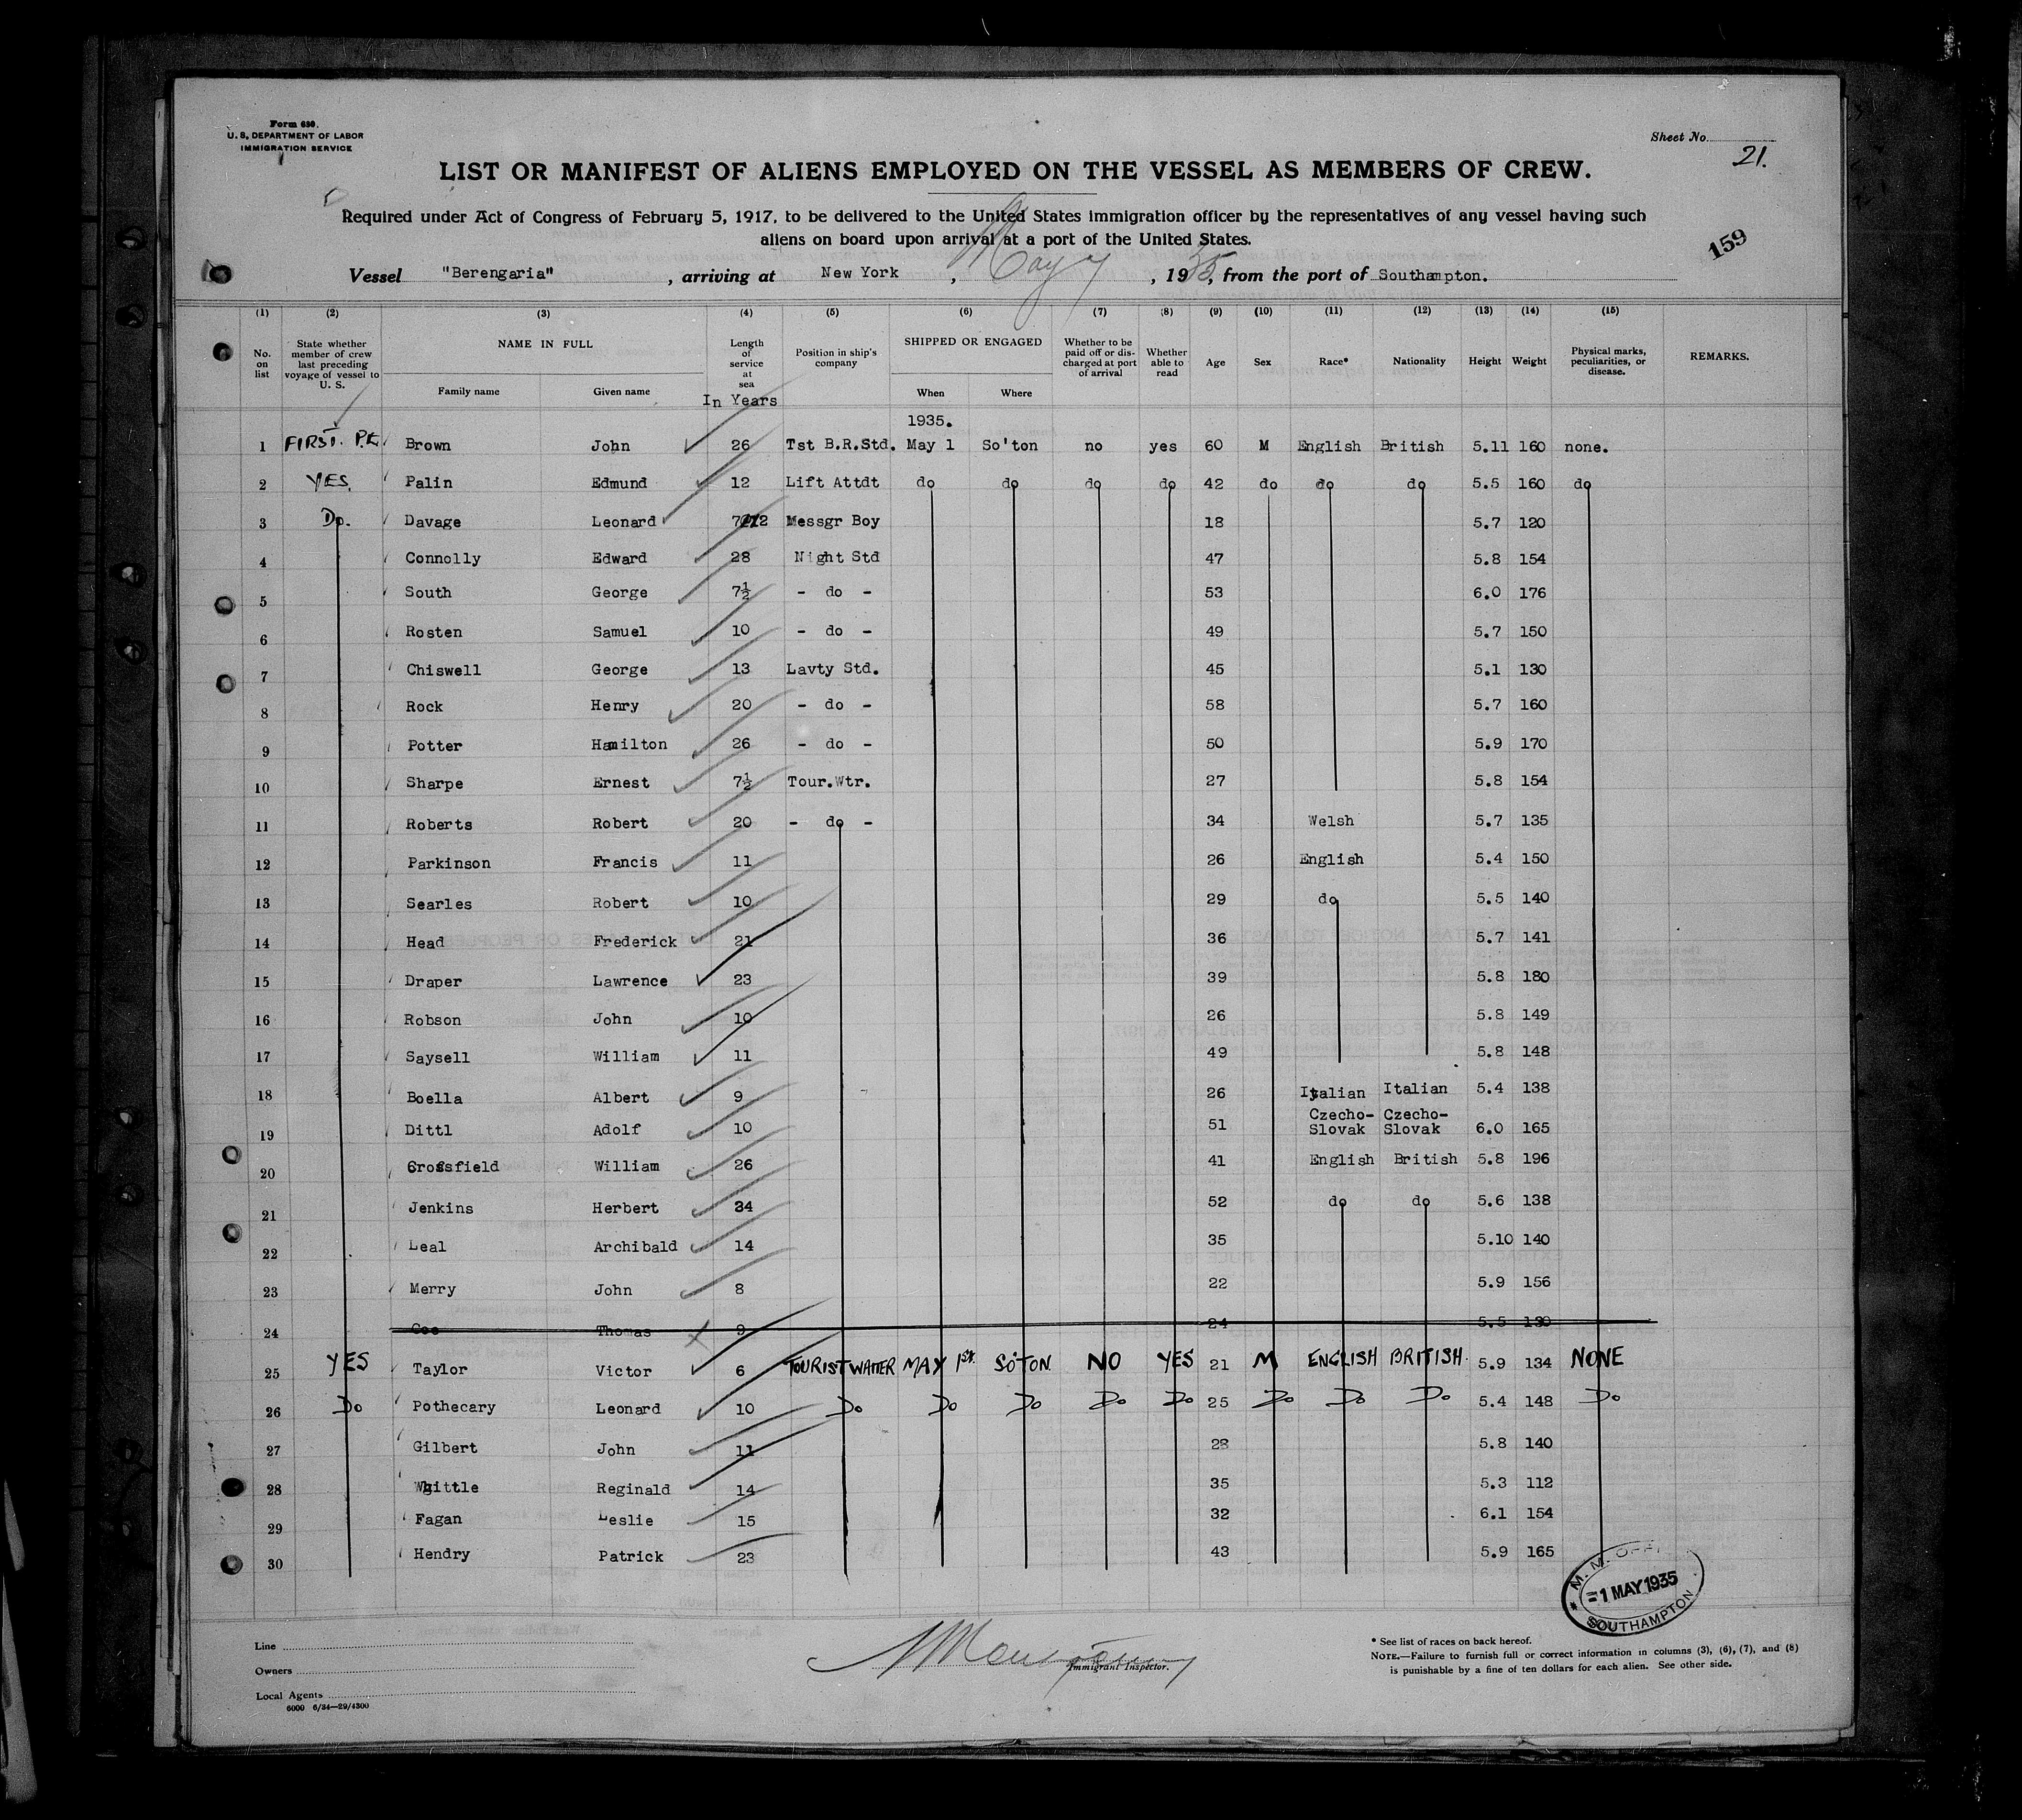 Form 630.
U. S. DEPARTMENT OF LABOR
IMMIGRATION SERVICE
Sheet No.
21.
LIST OR MANIFEST OF ALIENS EMPLOYED ON THE VESSEL AS MEMBERS OF CREW.
Required under Act of Congress of February 5, 1917, to be delivered to the United States immigration officer by the representatives of any vessel having such
aliens on board upon arrival at a port of the United States.
159
Vessel "Berengaria", arriving at New York, May 7, 1935, from the port of Southampton.
(1) (2) (3) (4) (5) (6) (7) (8) (9) (10) (11) (12) (13) (14) (15)
No. on list
State whether member of crew last preceding voyage of vessel to U. S.
NAME IN FULL
Family name
Given name
Length of service at sea
In Years
Position in ship's company
SHIPPED OR ENGAGED
When
Where
Whether to be paid off or discharged at port of arrival
Whether able to read
Age
Sex
Race*
Nationality
Height
Weight
Physical marks, peculiarities, or disease.
REMARKS.
1935.
1 FIRST. Brown John 26 Tst B.R.Std. May 1 So'ton no yes 60 M English British 5.11 160 none.
2 YES. Palin Edmund 12 Lift Attdt do do do do 42 do do do 5.5 160 do
3 Do. Davage Leonard Messgr Boy 18 5.7 120
4 Connolly Edward 28 Night Std 47 5.8 154
5 South George 7½ - do - 53 6.0 176
6 Rosten Samuel 10 - do - 49 5.7 150
7 Chiswell George 13 Lavty Std. 45 5.1 130
8 Rock Henry 20 - do - 58 5.7 160
9 Potter Hamilton 26 - do - 50 5.9 170
10 Sharpe Ernest 7½ Tour.Wtr. 27 5.8 154
11 Roberts Robert 20 - do - 34 Welsh 5.7 135
12 Parkinson Francis 11 26 English 5.4 150
13 Searles Robert 10 29 do 5.5 140
14 Head Frederick 21 36 5.7 141
15 Draper Lawrence 23 39 5.8 180
16 Robson John 10 26 5.8 149
17 Saysell William 11 49 5.8 148
18 Boella Albert 9 26 Italian Italian 5.4 138
19 Dittl Adolf 10 51 Czecho-Slovak Czecho-Slovak 6.0 165
20 Crossfield William 26 41 English British 5.8 196
21 Jenkins Herbert 34 52 do do 5.6 138
22 Leal Archibald 14 35 5.10 140
23 Merry John 8 22 5.9 156
24 Coe Thomas 9 24 5.5 130
25 YES Taylor Victor 6 TOURIST WAITER MAY 1st SO'TON NO YES 21 M ENGLISH BRITISH. 5.9 134 NONE
26 Do Pothecary Leonard 10 Do Do Do Do Do 25 Do Do Do 5.4 148 Do
27 Gilbert John 11 28 5.8 140
28 Whittle Reginald 14 35 5.3 112
29 Fagan Leslie 15 32 6.1 154
30 Hendry Patrick 23 43 5.9 165
M. M. OFFI
1 MAY 1935
SOUTHAMPTON
Line
Owners
Local Agents
6000 6/34—29/4300
Immigrant Inspector.
* See list of races on back hereof.
NOTE.—Failure to furnish full or correct information in columns (3), (6), (7), and (8)
is punishable by a fine of ten dollars for each alien. See other side.